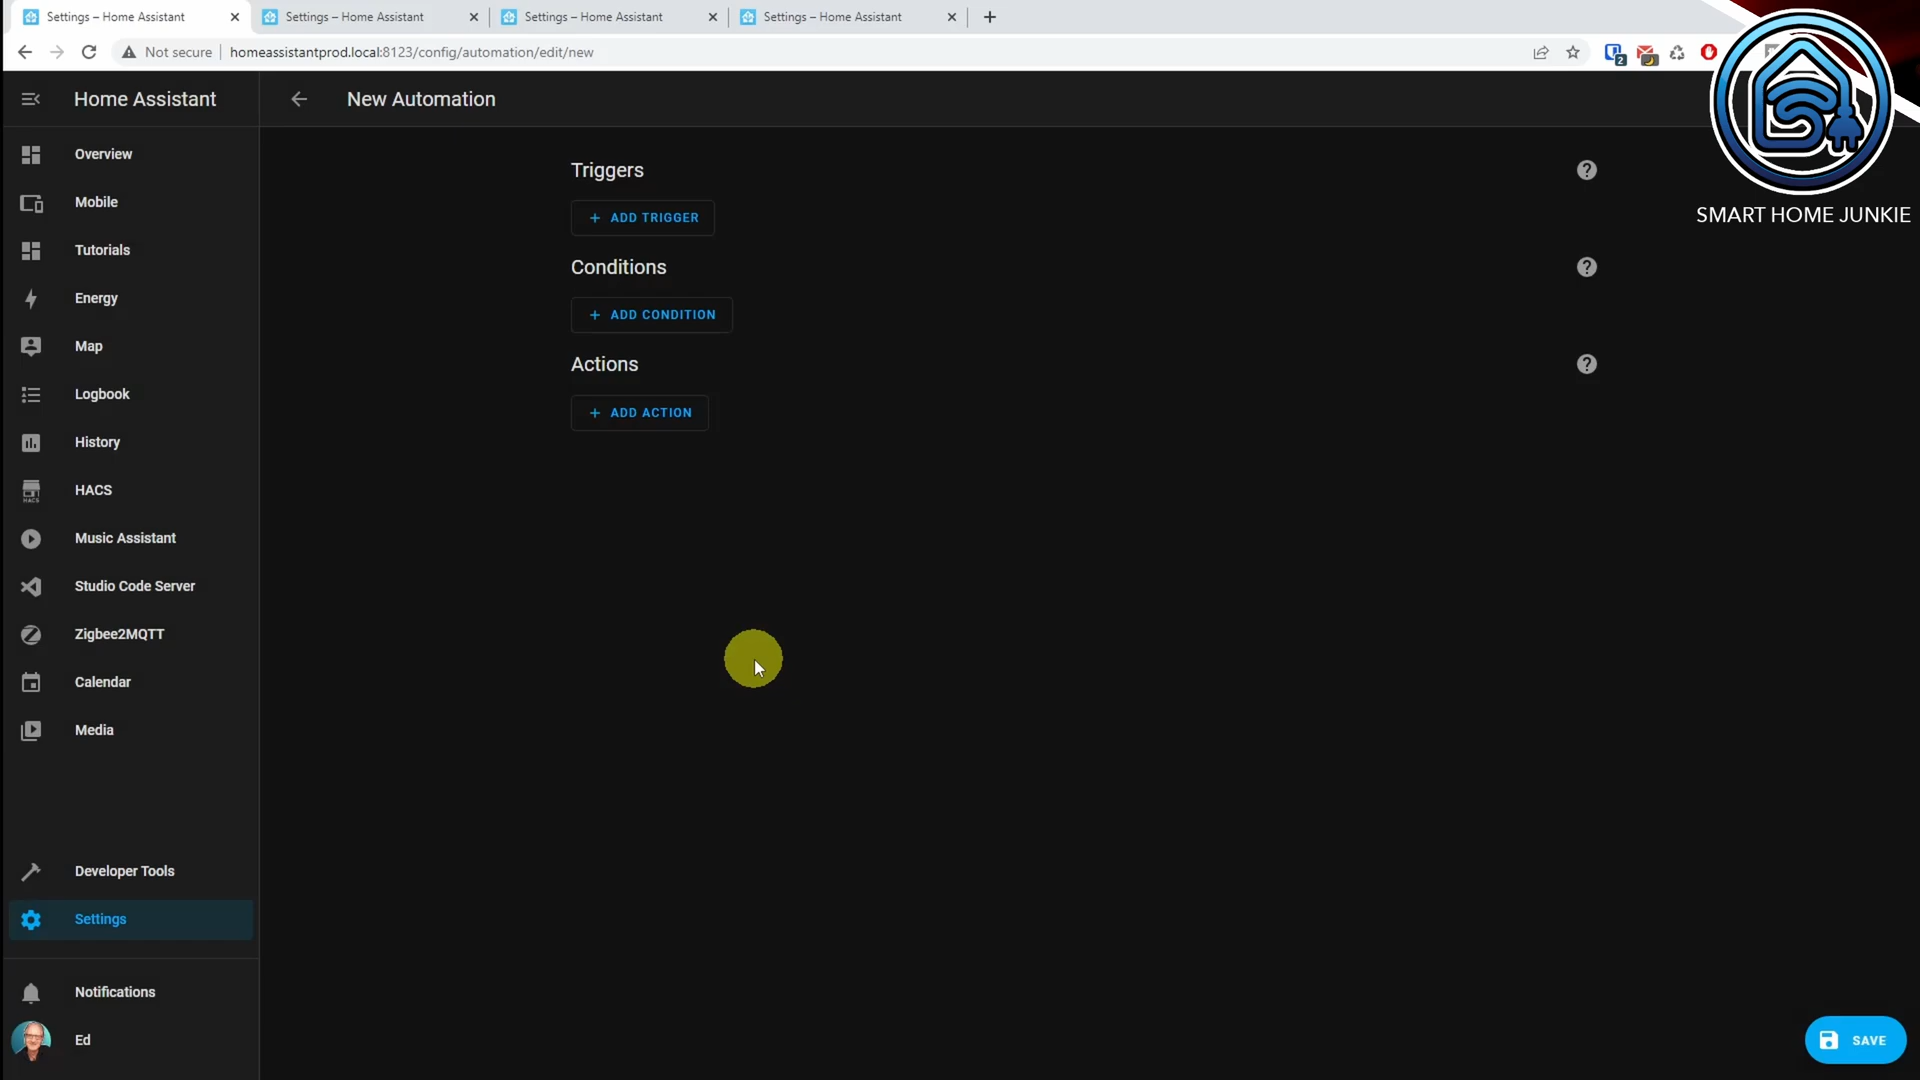 Settings – Home Assistant
Settings – Home Assistant
Settings – Home Assistant
Settings – Home Assistant
Not secure
homeassistantprod.local:8123/config/automation/edit/new
2
Home Assistant
New Automation
SMART HOME JUNKIE
Overview
Mobile
Tutorials
Energy
Map
Logbook
History
HACS
HACS
Music Assistant
Studio Code Server
Zigbee2MQTT
Calendar
Media
Developer Tools
Settings
Notifications
Ed
Triggers
ADD TRIGGER
Conditions
ADD CONDITION
Actions
ADD ACTION
SAVE